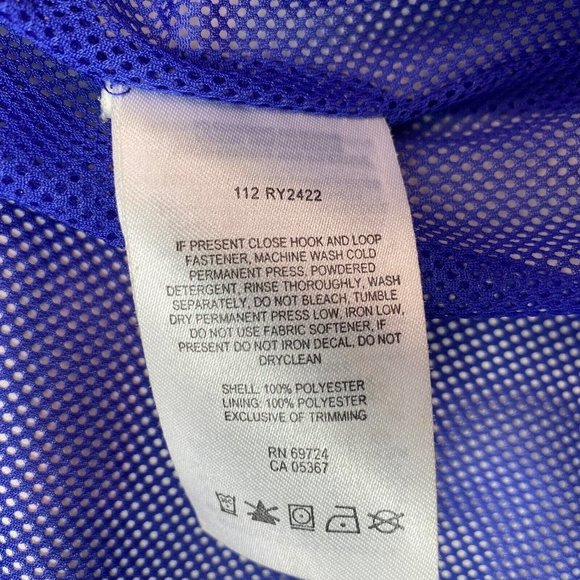 112 RY2422
IF PRESENT CLOSE HOOK AND LOOP
FASTENER, MACHINE WASH COLD
PERMANENT PRESS, POWDERED
DETERGENT, RINSE THOROUGHLY, WASH
SEPARATELY, DO NOT BLEACH, TUMBLE
DRY PERMANENT PRESS LOW, IRON LOW,
DO NOT USE FABRIC SOFTENER, IF
PRESENT DO NOT IRON DECAL, DO NOT
DRYCLEAN
SHELL: 100% POLYESTER
LINING: 100% POLYESTER
EXCLUSIVE OF TRIMMING
RN 69724
CA 05367